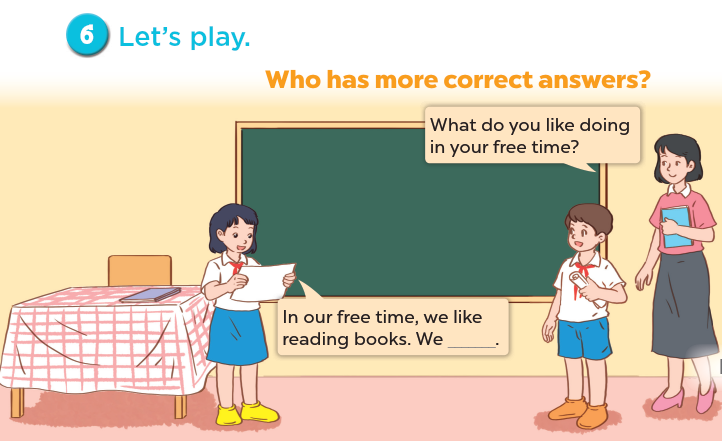 6 Let's play.
Who has more correct answers?
What do you like doing
in your free time?
In our free time, we like
reading books. We _____.